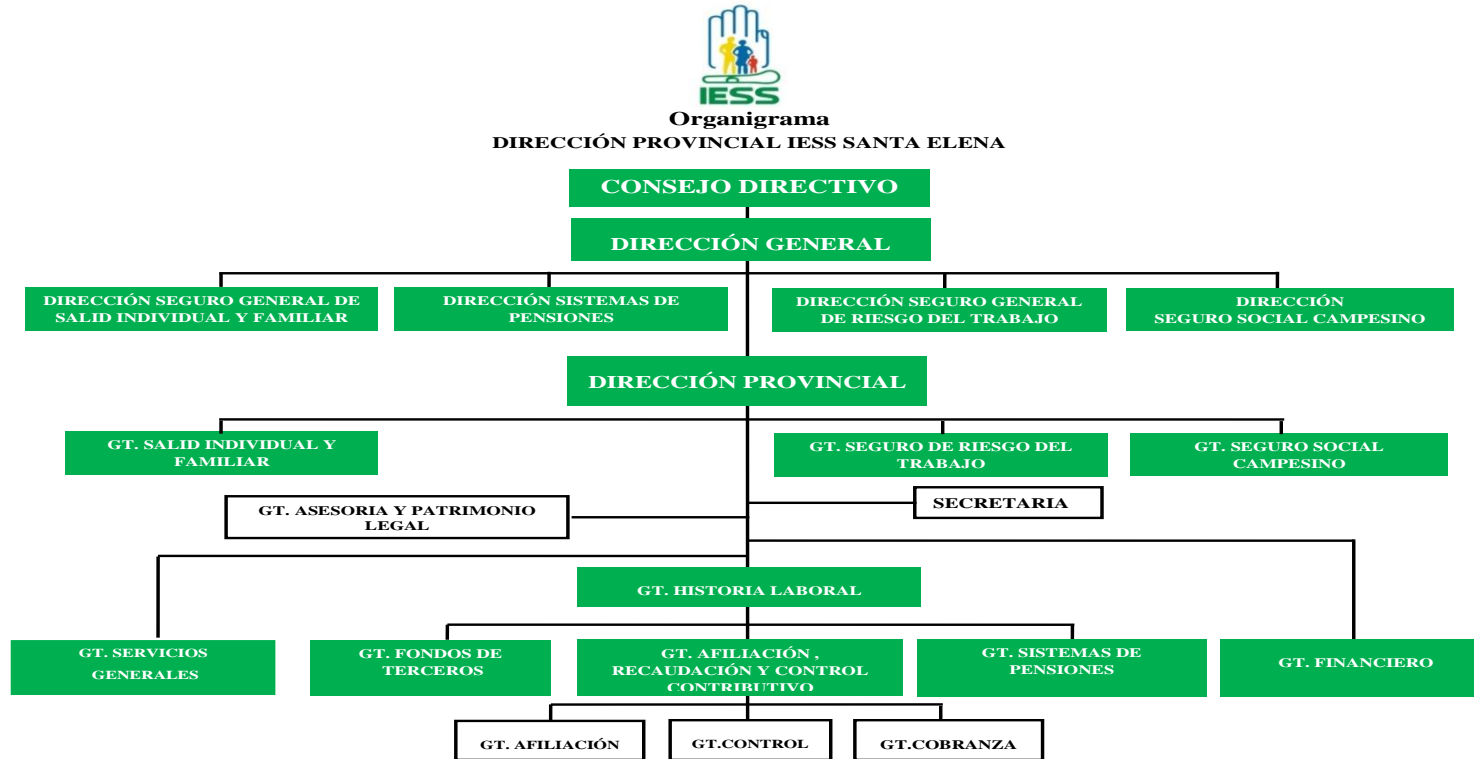 IESS
Organigrama
DIRECCIÓN PROVINCIAL IESS SANTA ELENA
CONSEJO DIRECTIVO
DIRECCIÓN GENERAL
DIRECCIÓN SEGURO GENERAL DE
SALID INDIVIDUAL Y FAMILIAR
DIRECCIÓN SISTEMAS DE
PENSIONES
DIRECCIÓN SEGURO GENERAL
DE RIESGO DEL TRABAJO
DIRECCIÓN
SEGURO SOCIAL CAMPESINO
DIRECCIÓN PROVINCIAL
GT. SALID INDIVIDUAL Y
FAMILIAR
GT. SEGURO DE RIESGO DEL
TRABAJO
GT. SEGURO SOCIAL
CAMPESINO
GT. ASESORIA Y PATRIMONIO
LEGAL
SECRETARIA
GT. HISTORIA LABORAL
GT. SERVICIOS
GENERALES
GT. FONDOS DE
TERCEROS
GT. AFILIACIÓN ,
RECAUDACIÓN Y CONTROL
CONTRIBUTIVO
GT. SISTEMAS DE
PENSIONES
GT. FINANCIERO
GT. AFILIACIÓN
GT.CONTROL
GT.COBRANZA